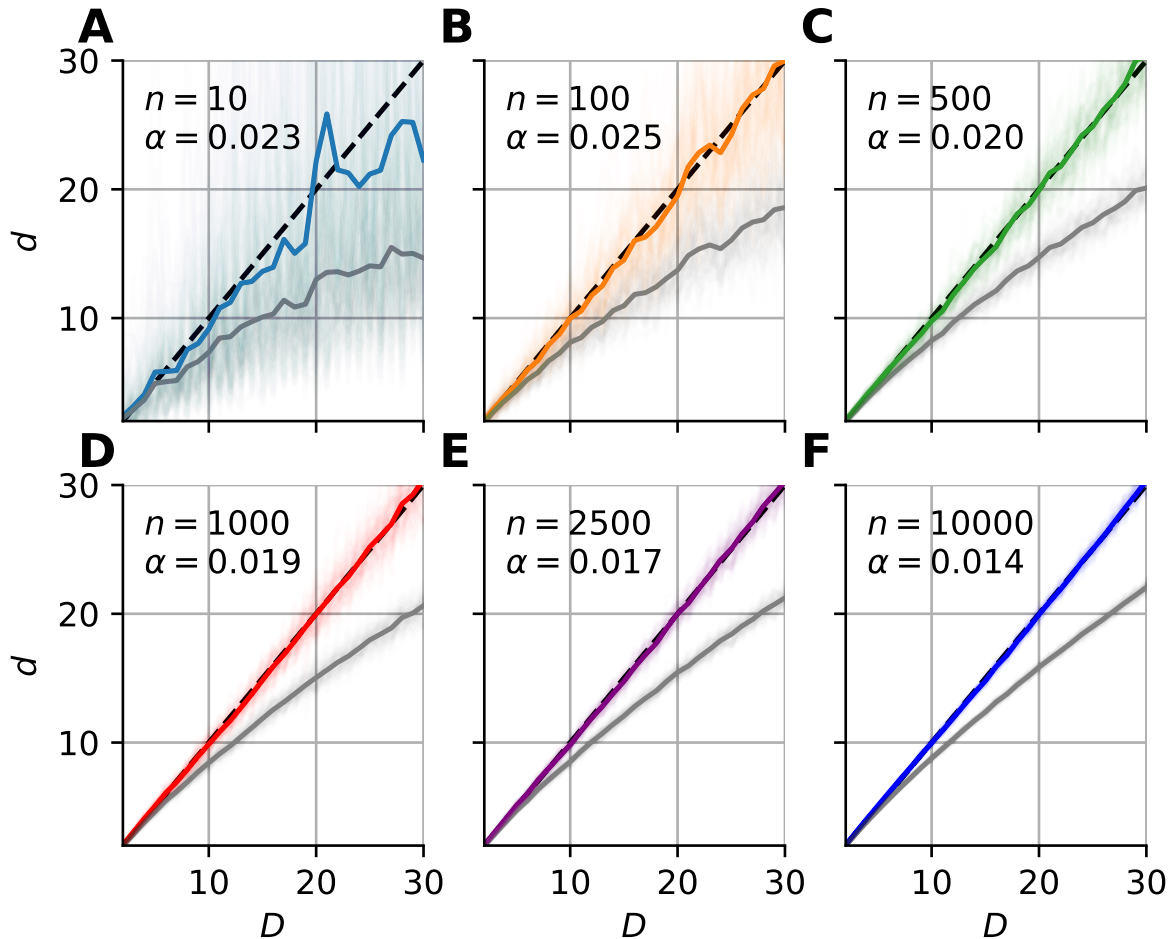 A B C
30
n = 10 n = 100 n = 500
α = 0.023 α = 0.025 α = 0.020
20
d
10
D E F
30
n = 1000 n = 2500 n = 10000
α = 0.019 α = 0.017 α = 0.014
20
d
10
10 20 30 10 20 30 10 20 30
D D D